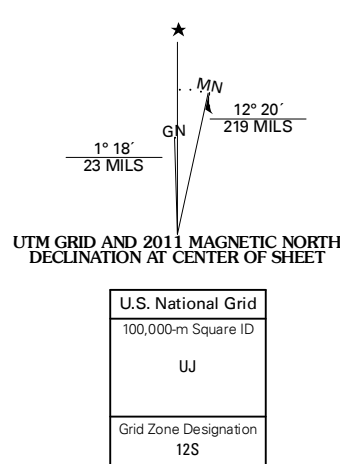 ★
MN
GN
12° 20´
219 MILS
1° 18´
23 MILS
UTM GRID AND 2011 MAGNETIC NORTH
DECLINATION AT CENTER OF SHEET
U.S. National Grid
100,000-m Square ID
UJ
Grid Zone Designation
12S